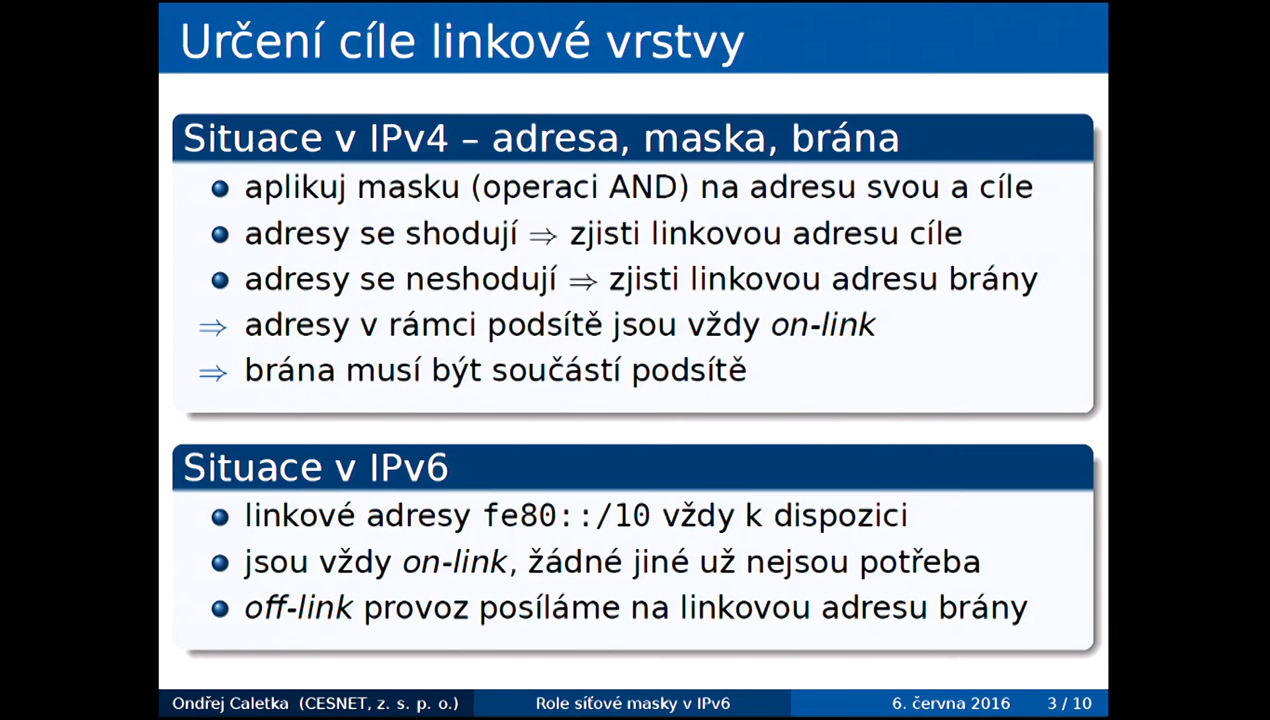 Určení cíle linkové vrstvy
Situace v IPv4 – adresa, maska, brána
aplikuj masku (operaci AND) na adresu svou a cíle
adresy se shodují ⇒ zjisti linkovou adresu cíle
adresy se neshodují ⇒ zjisti linkovou adresu brány
⇒ adresy v rámci podsítě jsou vždy on-link
⇒ brána musí být součástí podsítě
Situace v IPv6
linkové adresy fe80::/10 vždy k dispozici
jsou vždy on-link, žádné jiné už nejsou potřeba
off-link provoz posíláme na linkovou adresu brány
Ondřej Caletka (CESNET, z. s. p. o.) Role síťové masky v IPv6 6. června 2016 3 / 10